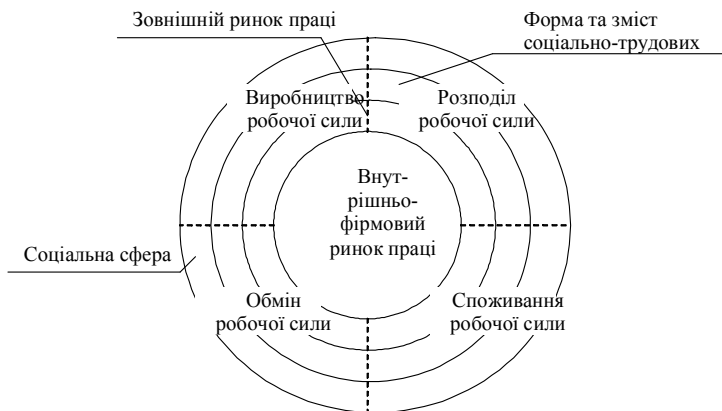 Зовнішній ринок праці
Форма та зміст
соціально-трудових
Виробництво
робочої сили
Розподіл
робочої сили
Внут-
рішньо-
фірмовий
ринок праці
Соціальна сфера
Обмін
робочої сили
Споживання
робочої сили